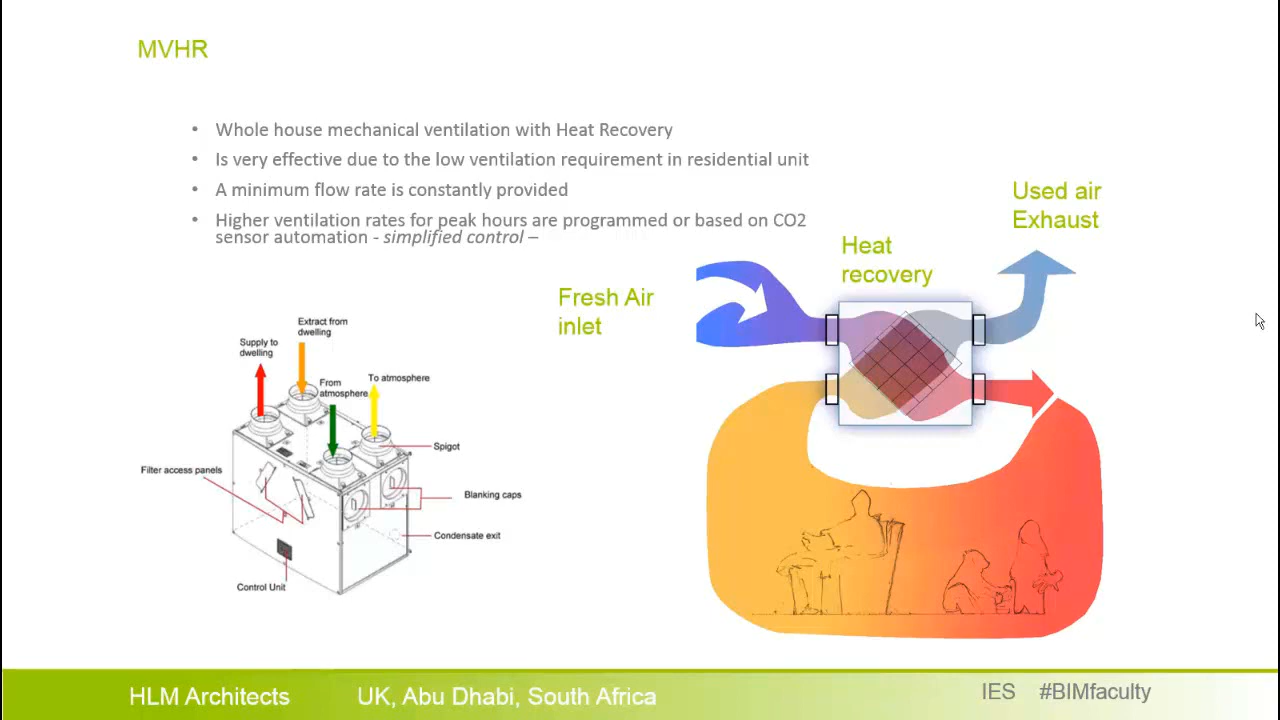 MVHR
• Whole house mechanical ventilation with Heat Recovery
• Is very effective due to the low ventilation requirement in residential unit
• A minimum flow rate is constantly provided
• Higher ventilation rates for peak hours are programmed or based on CO2
sensor automation - simplified control –
Used air
Exhaust
Heat
recovery
Fresh Air
inlet
Extract from
dwelling
Supply to
dwelling
From
atmosphere
To atmosphere
Spigot
Filter access panels
Blanking caps
Condensate exit
Control Unit
HLM Architects
UK, Abu Dhabi, South Africa
IES #BIMfaculty